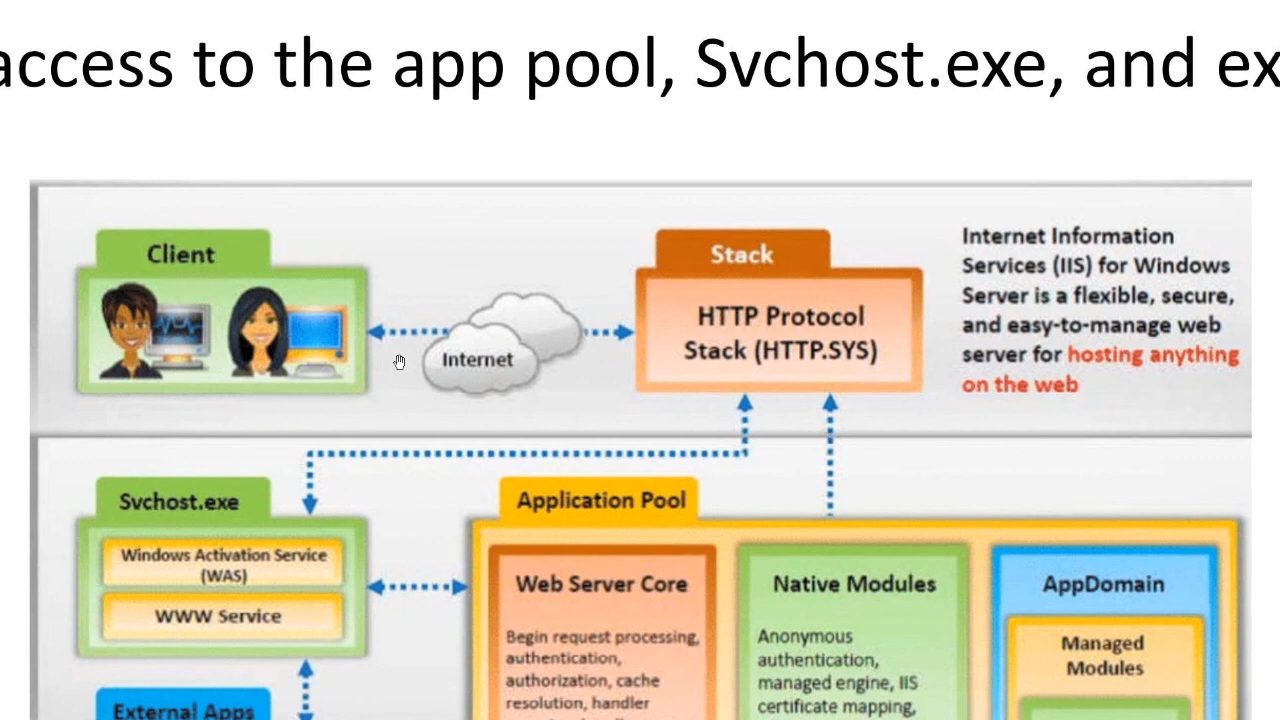 access to the app pool, Svchost.exe, and ex
Client
Internet
Stack
HTTP Protocol
Stack (HTTP.SYS)
Internet Information
Services (IIS) for Windows
Server is a flexible, secure,
and easy-to-manage web
server for hosting anything
on the web
Svchost.exe
Windows Activation Service
(WAS)
WWW Service
External Apps
Application Pool
Web Server Core
Begin request processing,
authentication,
authorization, cache
resolution, handler
Native Modules
Anonymous
authentication,
managed engine, IIS
certificate mapping,
AppDomain
Managed
Modules